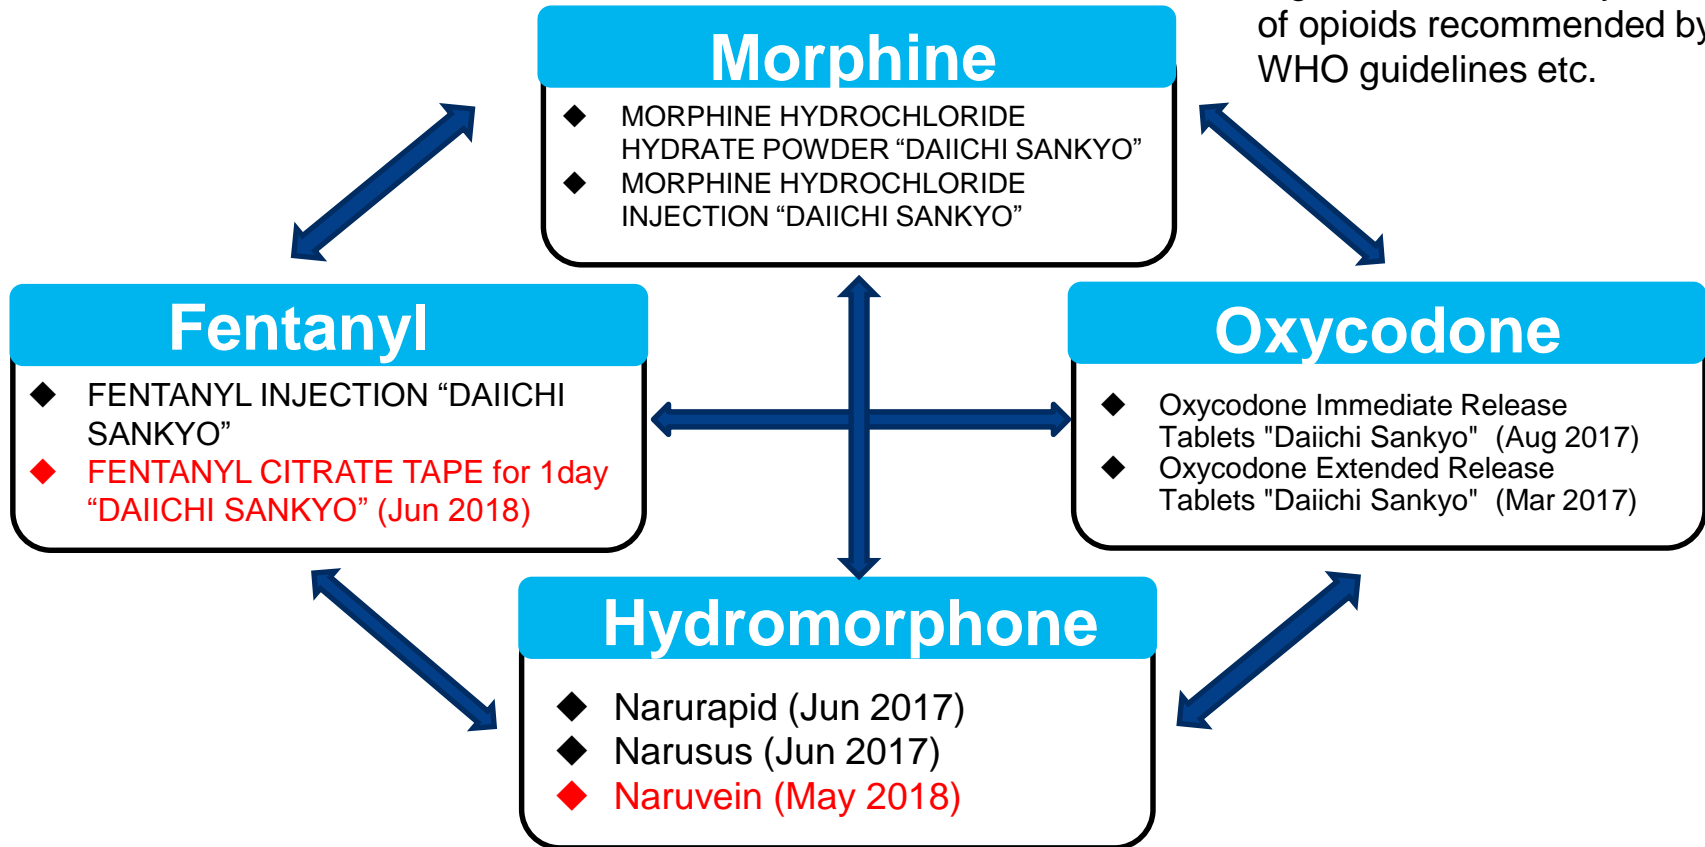 of opioids recommended by
WHO guidelines etc.
Morphine
◆ MORPHINE HYDROCHLORIDE
HYDRATE POWDER “DAIICHI SANKYO”
◆ MORPHINE HYDROCHLORIDE
INJECTION “DAIICHI SANKYO”
Fentanyl
◆ FENTANYL INJECTION “DAIICHI
SANKYO”
◆ FENTANYL CITRATE TAPE for 1day
“DAIICHI SANKYO” (Jun 2018)
Oxycodone
◆ Oxycodone Immediate Release
Tablets "Daiichi Sankyo" (Aug 2017)
◆ Oxycodone Extended Release
Tablets "Daiichi Sankyo" (Mar 2017)
Hydromorphone
◆ Narurapid (Jun 2017)
◆ Narusus (Jun 2017)
◆ Naruvein (May 2018)